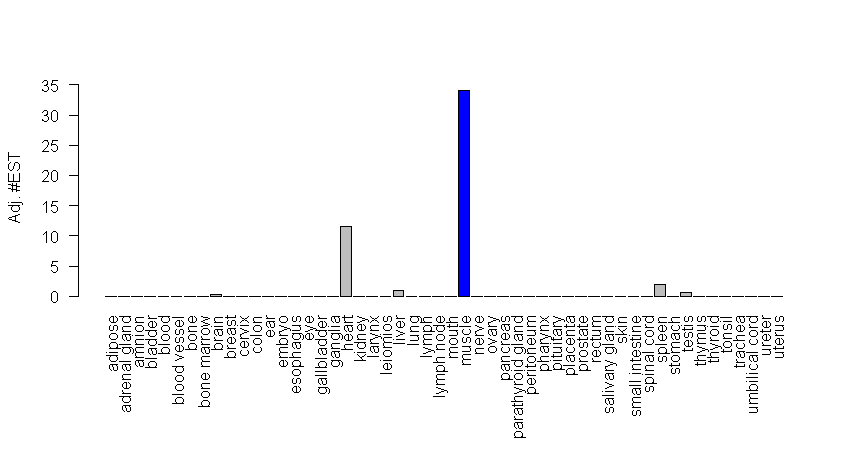 Adj. #EST
35
30
25
20
15
10
5
0
adipose
adrenal gland
amnion
bladder
blood
blood vessel
bone
bone marrow
brain
breast
cervix
colon
ear
embryo
esophagus
eye
gallbladder
ganglia
heart
kidney
larynx
leiomios
liver
lung
lymph
lymph node
mouth
muscle
nerve
ovary
pancreas
parathyroid gland
peritoneum
pharynx
pituitary
placenta
prostate
rectum
salivary gland
skin
small intestine
spinal cord
spleen
stomach
testis
thymus
thyroid
tonsil
trachea
umbilical cord
ureter
uterus